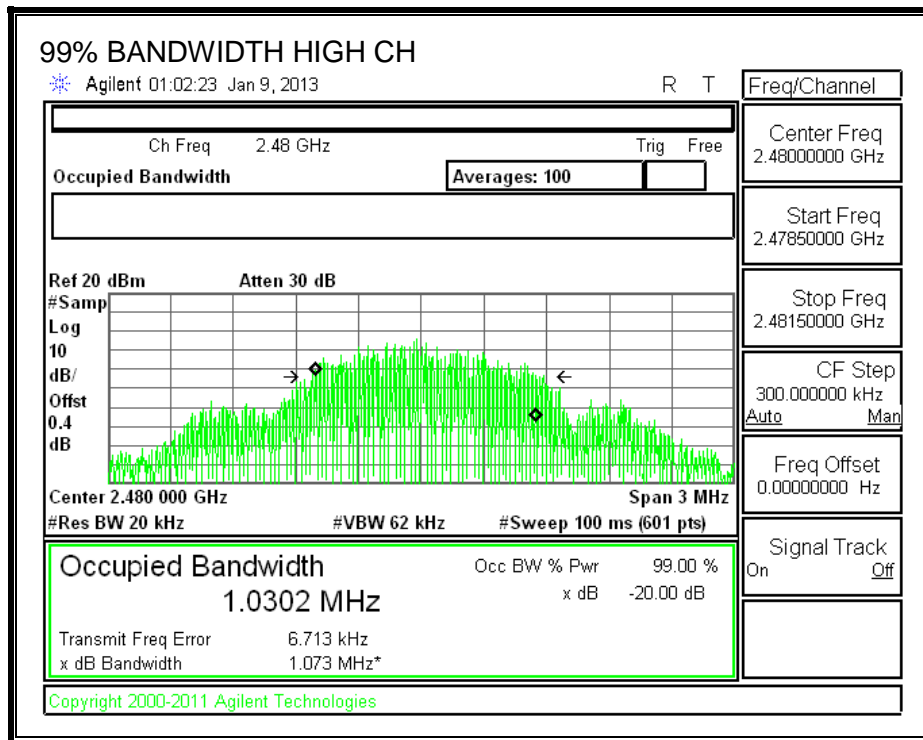 99% BANDWIDTH HIGH CH
Agilent 01:02:23 Jan 9, 2013 R T
Ch Freq 2.48 GHz Trig Free
Occupied Bandwidth Averages: 100
Ref 20 dBm Atten 30 dB
#Samp
Log
10
dB/
Offst
0.4
dB
Center 2.480 000 GHz Span 3 MHz
#Res BW 20 kHz #VBW 62 kHz #Sweep 100 ms (601 pts)
Occupied Bandwidth Occ BW % Pwr 99.00 %
1.0302 MHz x dB -20.00 dB
Transmit Freq Error 6.713 kHz
x dB Bandwidth 1.073 MHz*
Copyright 2000-2011 Agilent Technologies
Freq/Channel
Center Freq
2.48000000 GHz
Start Freq
2.47850000 GHz
Stop Freq
2.48150000 GHz
CF Step
300.000000 kHz
Auto Man
Freq Offset
0.00000000 Hz
Signal Track
On Off